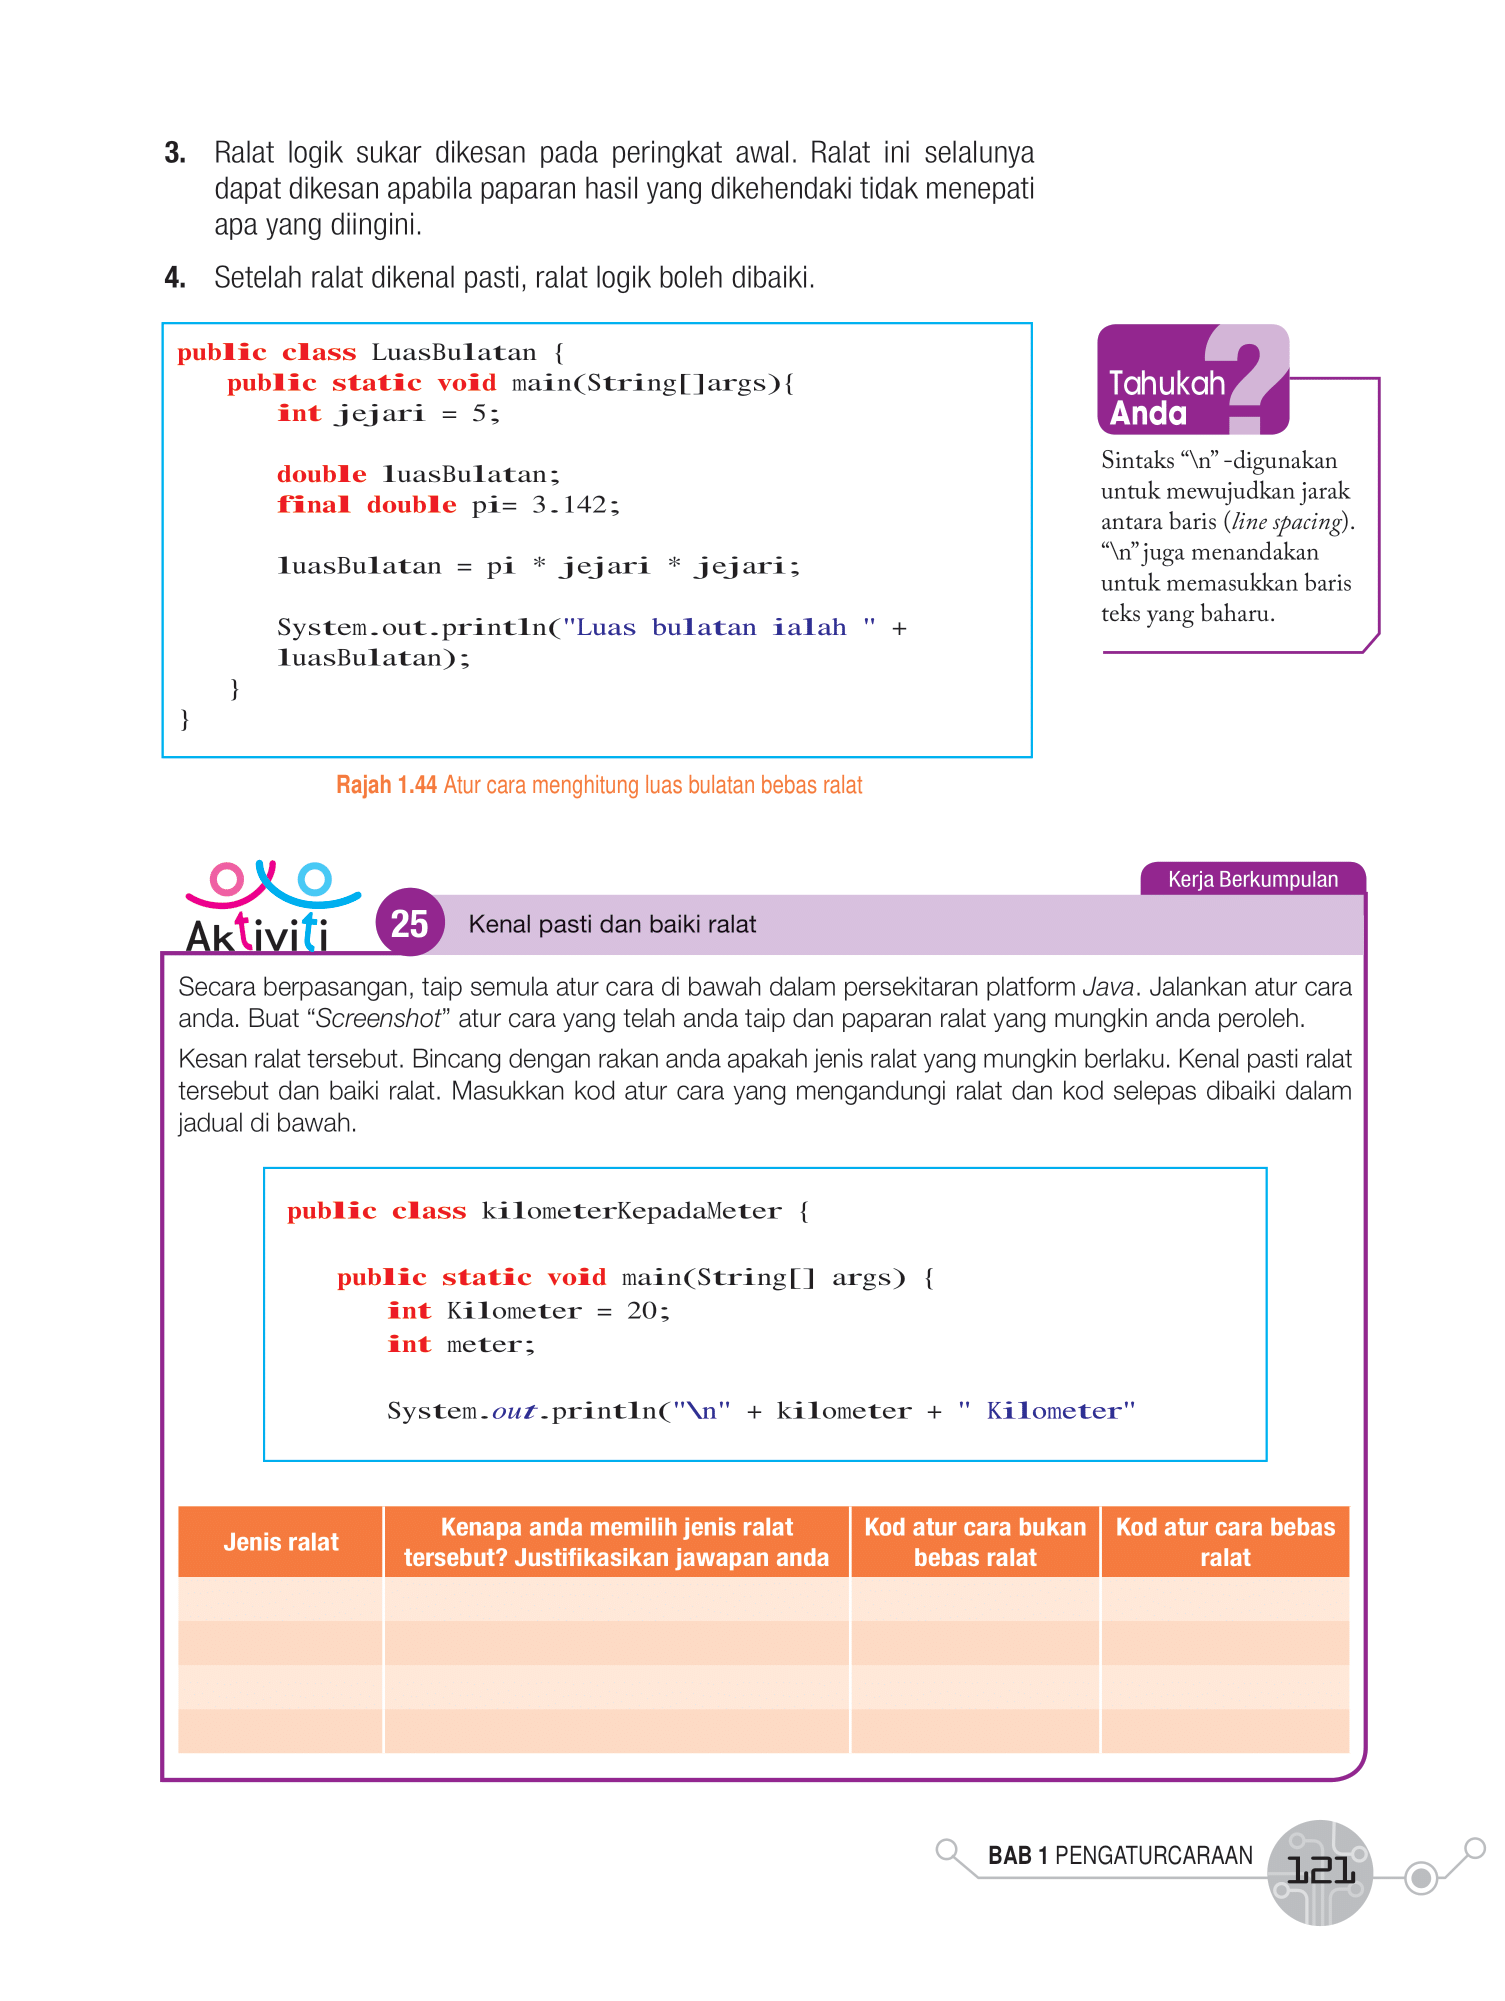 3. Ralat logik sukar dikesan pada peringkat awal. Ralat ini selalunya
dapat dikesan apabila paparan hasil yang dikehendaki tidak menepati
apa yang diingini.
4. Setelah ralat dikenal pasti, ralat logik boleh dibaiki.
public class LuasBulatan {
public static void main(String[]args){
int jejari = 5;
double luasBulatan;
final double pi= 3.142;
luasBulatan = pi * jejari * jejari;
System.out.println("Luas bulatan ialah " +
luasBulatan);
}
}
Rajah 1.44 Atur cara menghitung luas bulatan bebas ralat
Tahukah
Anda ?
Sintaks “\n” -digunakan
untuk mewujudkan jarak
antara baris (line spacing).
“\n” juga menandakan
untuk memasukkan baris
teks yang baharu.
Kerja Berkumpulan
Aktiviti 25 Kenal pasti dan baiki ralat
Secara berpasangan, taip semula atur cara di bawah dalam persekitaran platform Java. Jalankan atur cara
anda. Buat “Screenshot” atur cara yang telah anda taip dan paparan ralat yang mungkin anda peroleh.
Kesan ralat tersebut. Bincang dengan rakan anda apakah jenis ralat yang mungkin berlaku. Kenal pasti ralat
tersebut dan baiki ralat. Masukkan kod atur cara yang mengandungi ralat dan kod selepas dibaiki dalam
jadual di bawah.
public class kilometerKepadaMeter {
public static void main(String[] args) {
int Kilometer = 20;
int meter;
System.out.println("\n" + kilometer + " Kilometer"
Jenis ralat
Kenapa anda memilih jenis ralat
tersebut? Justifikasikan jawapan anda
Kod atur cara bukan
bebas ralat
Kod atur cara bebas
ralat
BAB 1 PENGATURCARAAN 121